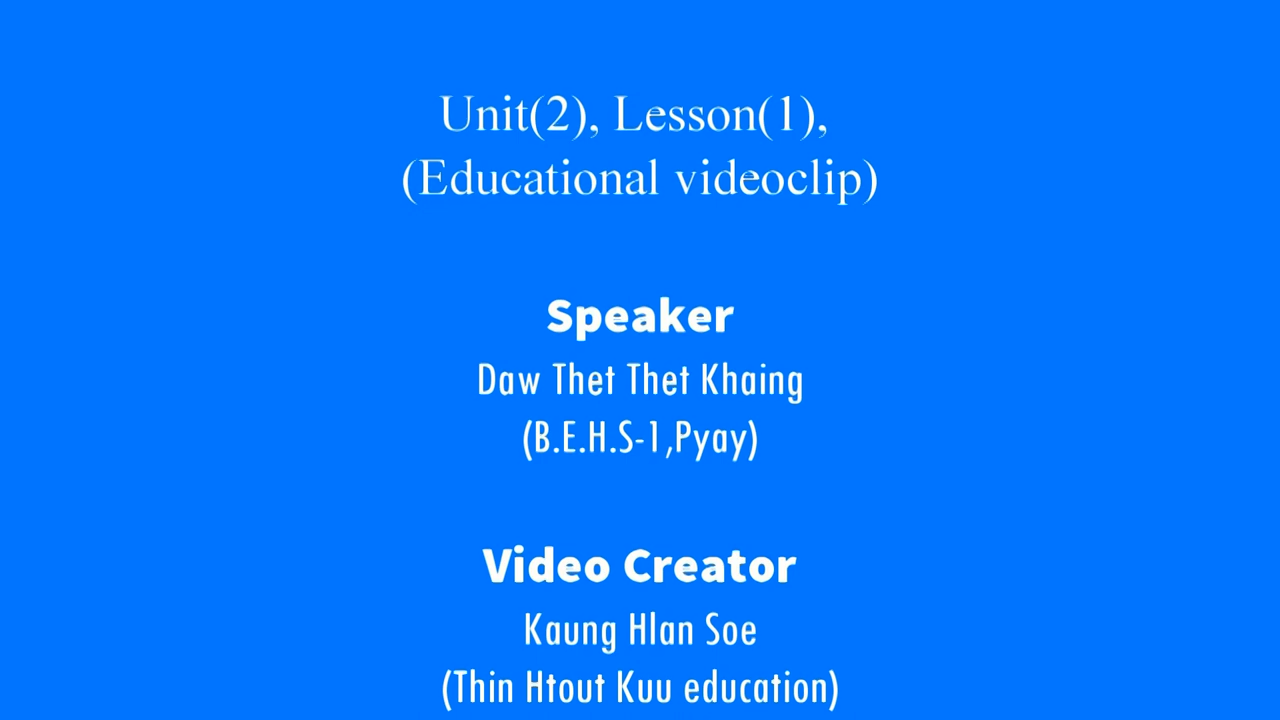 Unit(2), Lesson(1),
(Educational videoclip)
Speaker
Daw Thet Thet Khaing
(B.E.H.S-1,Pyay)
Video Creator
Kaung Hlan Soe
(Thin Htout Kuu education)